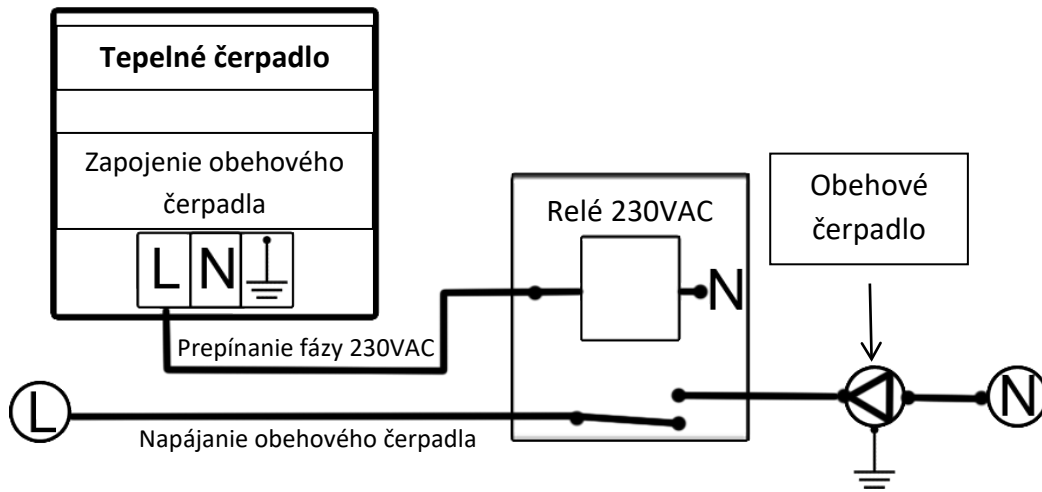 Tepelné čerpadlo
Zapojenie obehového
čerpadla
L N
Relé 230VAC
N
Obehové
čerpadlo
Prepínanie fázy 230VAC
L
Napájanie obehového čerpadla
N